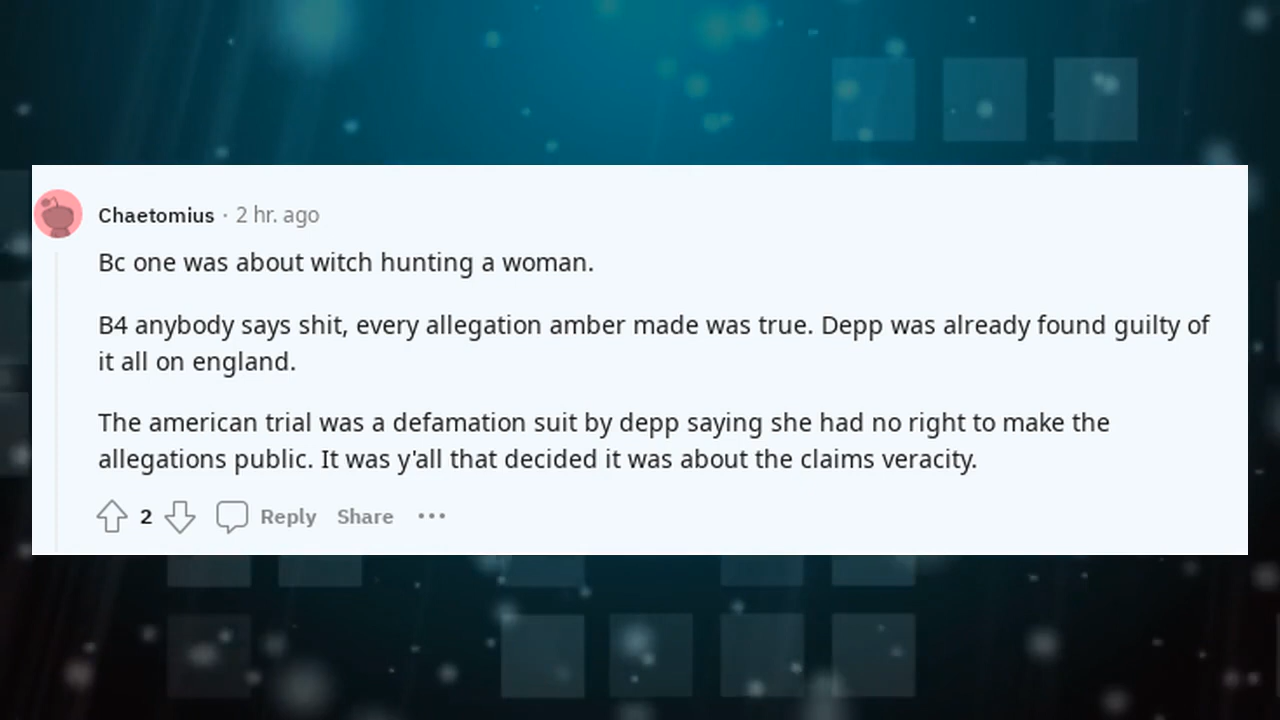 Chaetomius · 2 hr. ago
Bc one was about witch hunting a woman.
B4 anybody says shit, every allegation amber made was true. Depp was already found guilty of
it all on england.
The american trial was a defamation suit by depp saying she had no right to make the
allegations public. It was y'all that decided it was about the claims veracity.
2 Reply Share ···